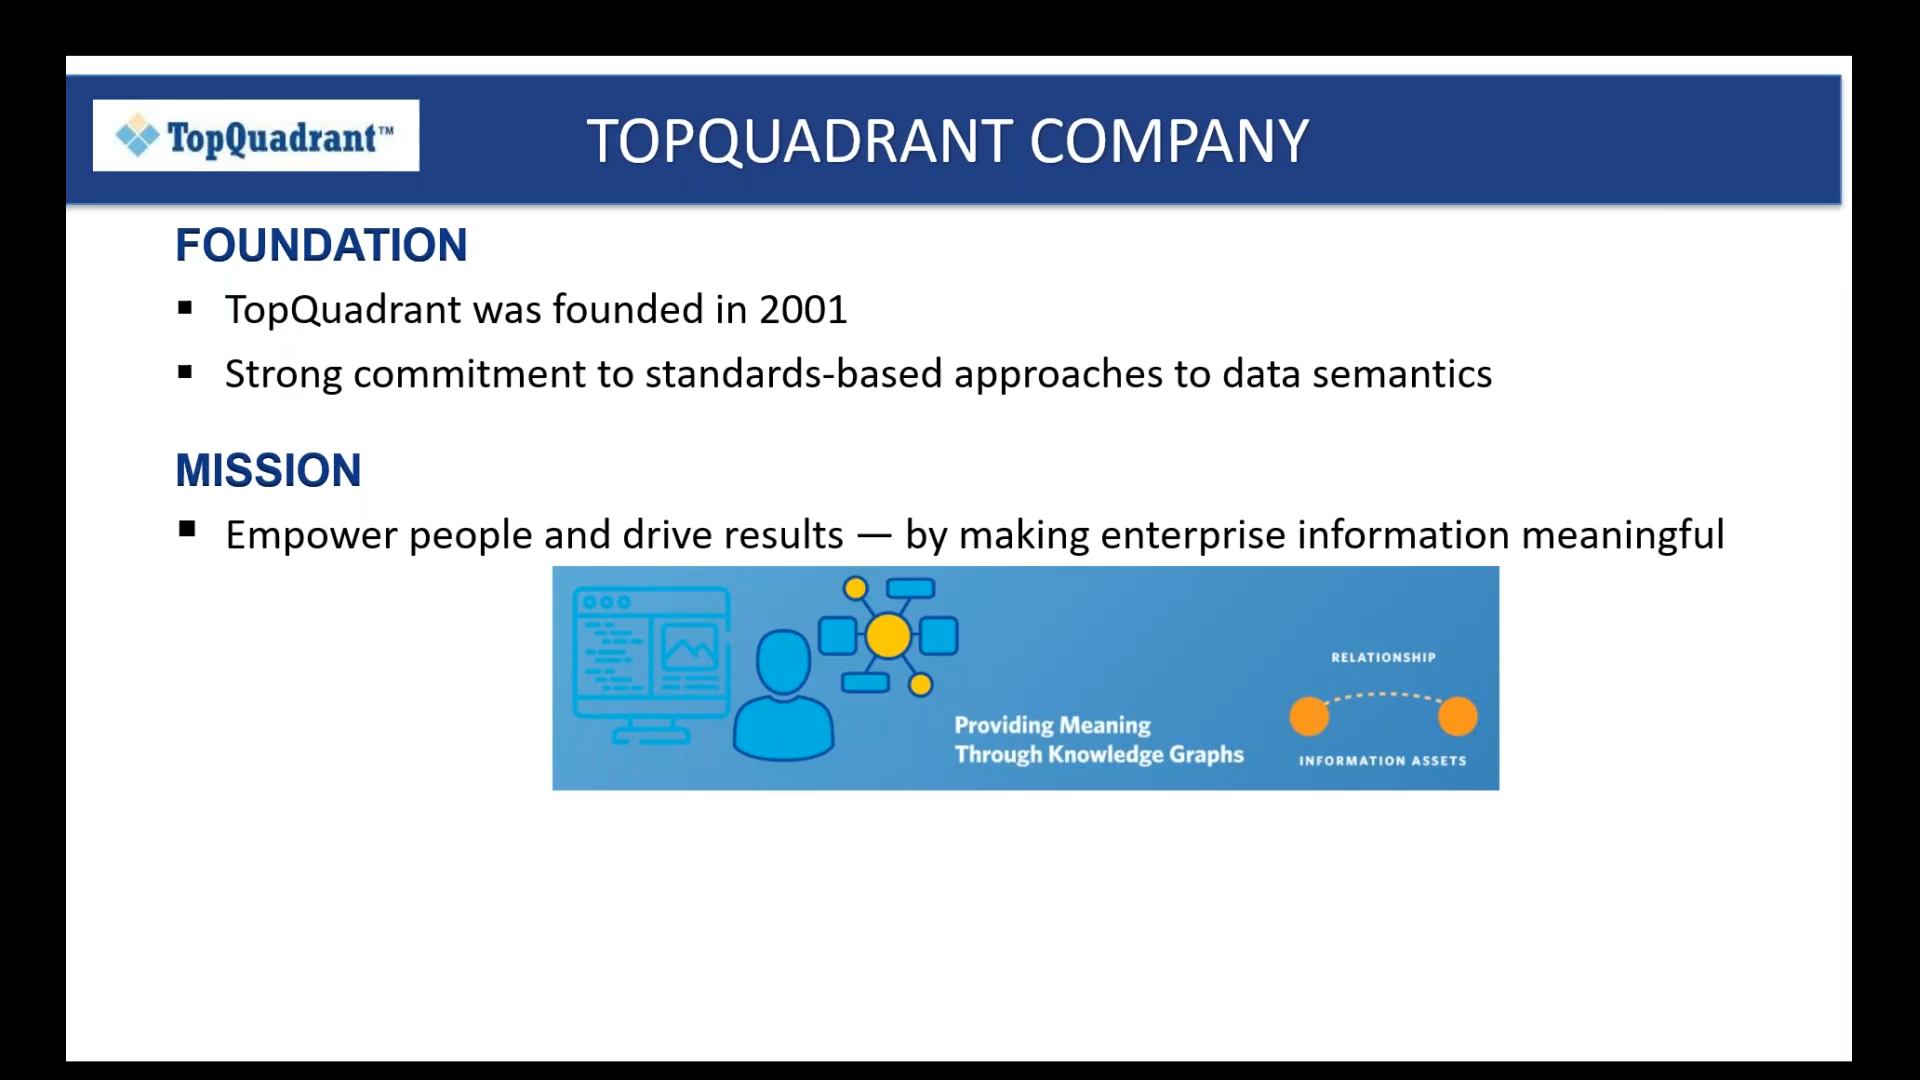 TopQuadrant™
TOPQUADRANT COMPANY
FOUNDATION
▪ TopQuadrant was founded in 2001
▪ Strong commitment to standards-based approaches to data semantics
MISSION
▪ Empower people and drive results — by making enterprise information meaningful
Providing Meaning
Through Knowledge Graphs
RELATIONSHIP
INFORMATION ASSETS